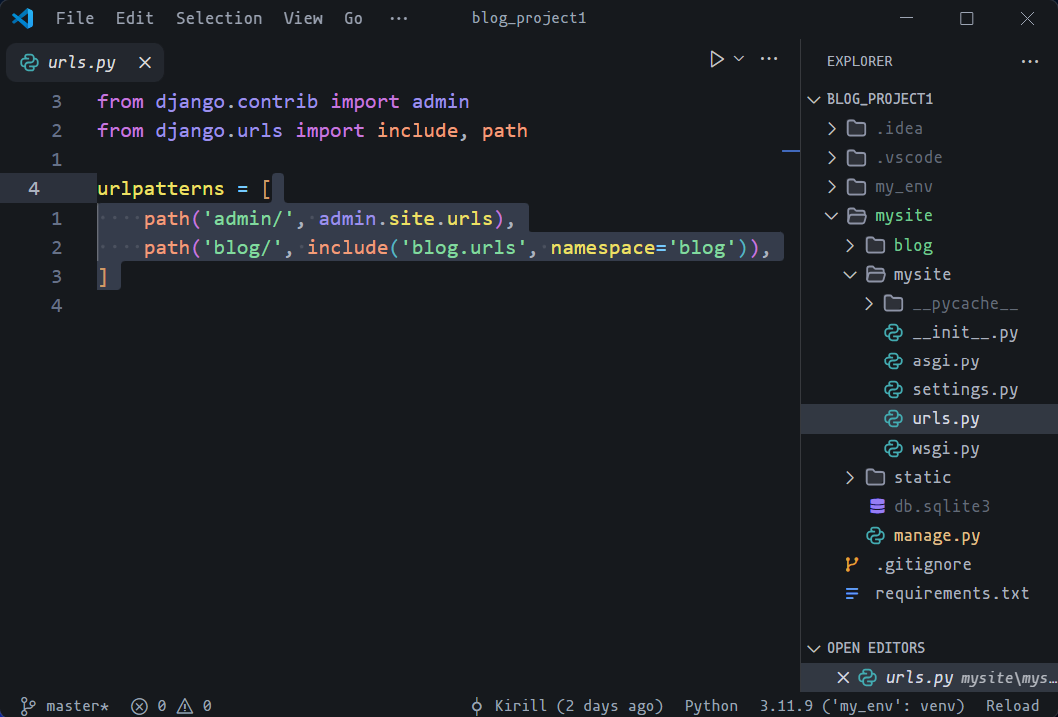 File Edit Selection View Go ··· blog_project1
urls.py
3 from django.contrib import admin
2 from django.urls import include, path
1
4 urlpatterns = [
1 ····path('admin/', admin.site.urls),
2 ····path('blog/', include('blog.urls', namespace='blog')),
3 ]
4
EXPLORER ···
BLOG_PROJECT1
.idea
.vscode
my_env
mysite
blog
mysite
__pycache__
__init__.py
asgi.py
settings.py
urls.py
wsgi.py
static
db.sqlite3
manage.py
.gitignore
requirements.txt
OPEN EDITORS
urls.py mysite\mys...
master* 0 0 Kirill (2 days ago) Python 3.11.9 ('my_env': venv) Reload